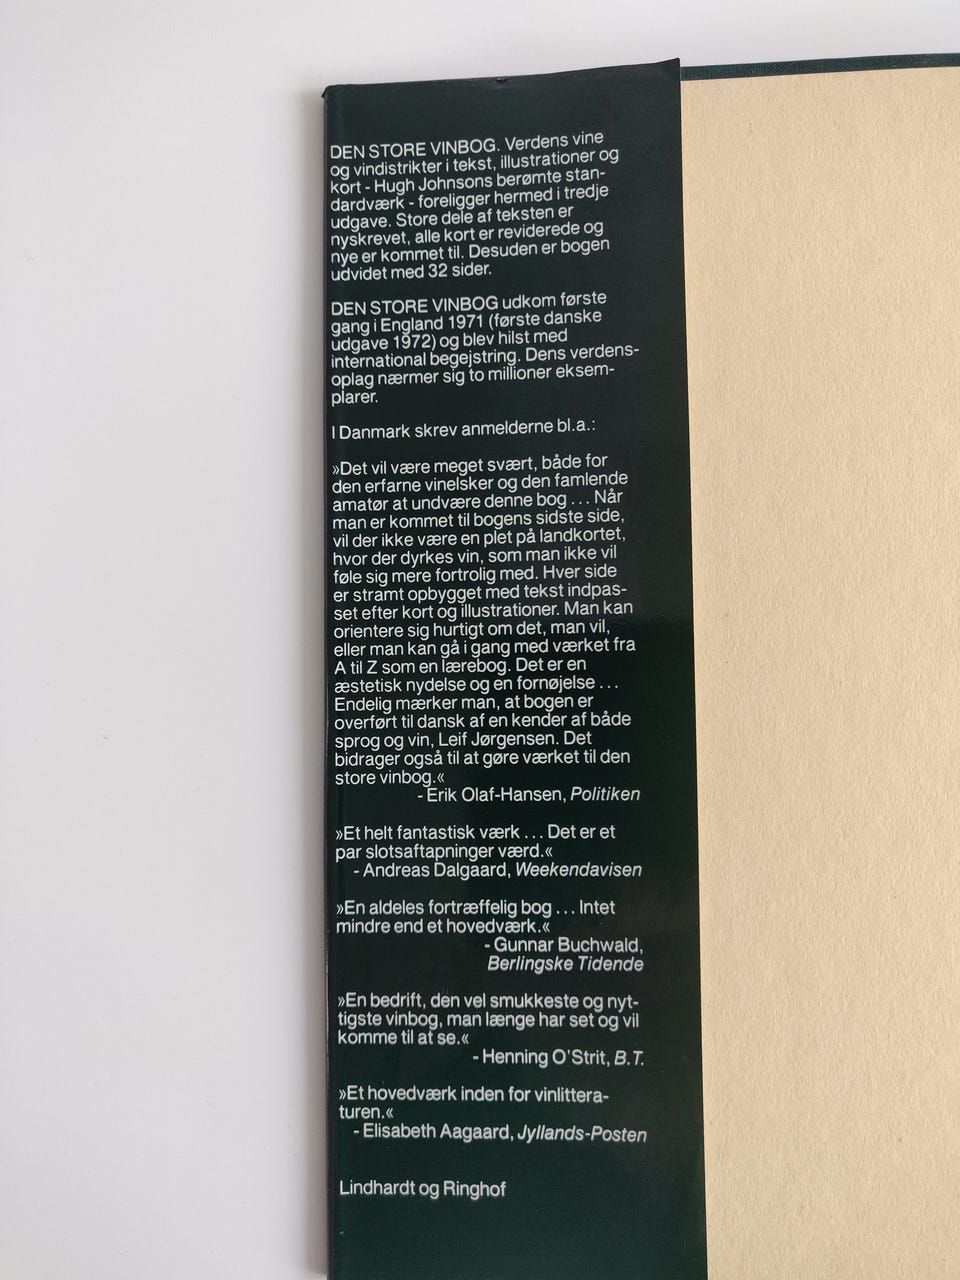 DEN STORE VINBOG. Verdens vine
og vindistrikter i tekst, illustrationer og
kort - Hugh Johnsons berømte stan-
dardværk - foreligger hermed i tredje
udgave. Store dele af teksten er
nyskrevet, alle kort er reviderede og
nye er kommet til. Desuden er bogen
udvidet med 32 sider.
DEN STORE VINBOG udkom første
gang i England 1971 (første danske
udgave 1972) og blev hilst med
international begejstring. Dens verdens-
oplag nærmer sig to millioner eksem-
plarer.
I Danmark skrev anmelderne bl.a.:
»Det vil være meget svært, både for
den erfarne vinelsker og den famlende
amatør at undvære denne bog ... Når
man er kommet til bogens sidste side,
vil der ikke være en plet på landkortet,
hvor der dyrkes vin, som man ikke vil
føle sig mere fortrolig med. Hver side
er stramt opbygget med tekst indpas-
set efter kort og illustrationer. Man kan
orientere sig hurtigt om det, man vil,
eller man kan gå i gang med værket fra
A til Z som en lærebog. Det er en
æstetisk nydelse og en fornøjelse ...
Endelig mærker man, at bogen er
overført til dansk af en kender af både
sprog og vin, Leif Jørgensen. Det
bidrager også til at gøre værket til den
store vinbog.«
- Erik Olaf-Hansen, Politiken
»Et helt fantastisk værk ... Det er et
par slotsaftapninger værd.«
- Andreas Dalgaard, Weekendavisen
»En aldeles fortræffelig bog ... Intet
mindre end et hovedværk.«
- Gunnar Buchwald,
Berlingske Tidende
»En bedrift, den vel smukkeste og nyt-
tigste vinbog, man længe har set og vil
komme til at se.«
- Henning O'Strit, B.T.
»Et hovedværk inden for vinlittera-
turen.«
- Elisabeth Aagaard, Jyllands-Posten
Lindhardt og Ringhof